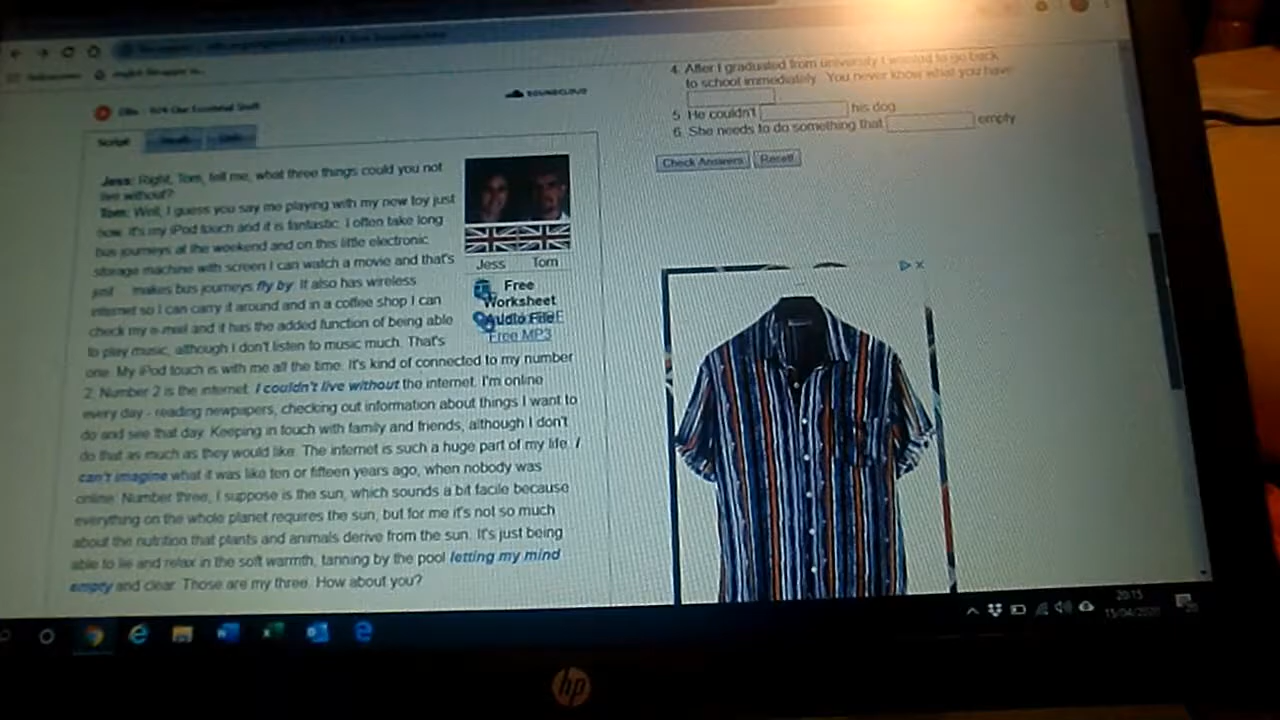 SOUNDCLOUD
Script
Jess: Right, Tom, tell me, what three things could you not
live without?
Tom: Well, I guess you say me playing with my new toy just
now. It's my iPod touch and it is fantastic. I often take long
bus journeys at the weekend and on this little electronic
storage machine with screen I can watch a movie and that's
just makes bus journeys fly by. It also has wireless
internet so I can carry it around and in a coffee shop I can
check my e-mail and it has the added function of being able
to play music, although I don't listen to music much. That's
one. My iPod touch is with me all the time. It's kind of connected to my number
2. Number 2 is the internet. I couldn't live without the internet. I'm online
every day - reading newpapers, checking out information about things I want to
do and see that day. Keeping in touch with family and friends, although I don't
do that as much as they would like. The internet is such a huge part of my life. I
can't imagine what it was like ten or fifteen years ago, when nobody was
online. Number three, I suppose is the sun, which sounds a bit facile because
everything on the whole planet requires the sun, but for me it's not so much
about the nutrition that plants and animals derive from the sun. It's just being
able to lie and relax in the soft warmth, tanning by the pool letting my mind
empty and clear. Those are my three. How about you?
Jess Tom
Free
Worksheet
Audio File
Free MP3
4. After I graduated from university I wanted to go back
to school immediately. You never know what you have
5. He couldn't his dog
6. She needs to do something that empty
Check Answers Reset!
20:15
15/04/2020
hp